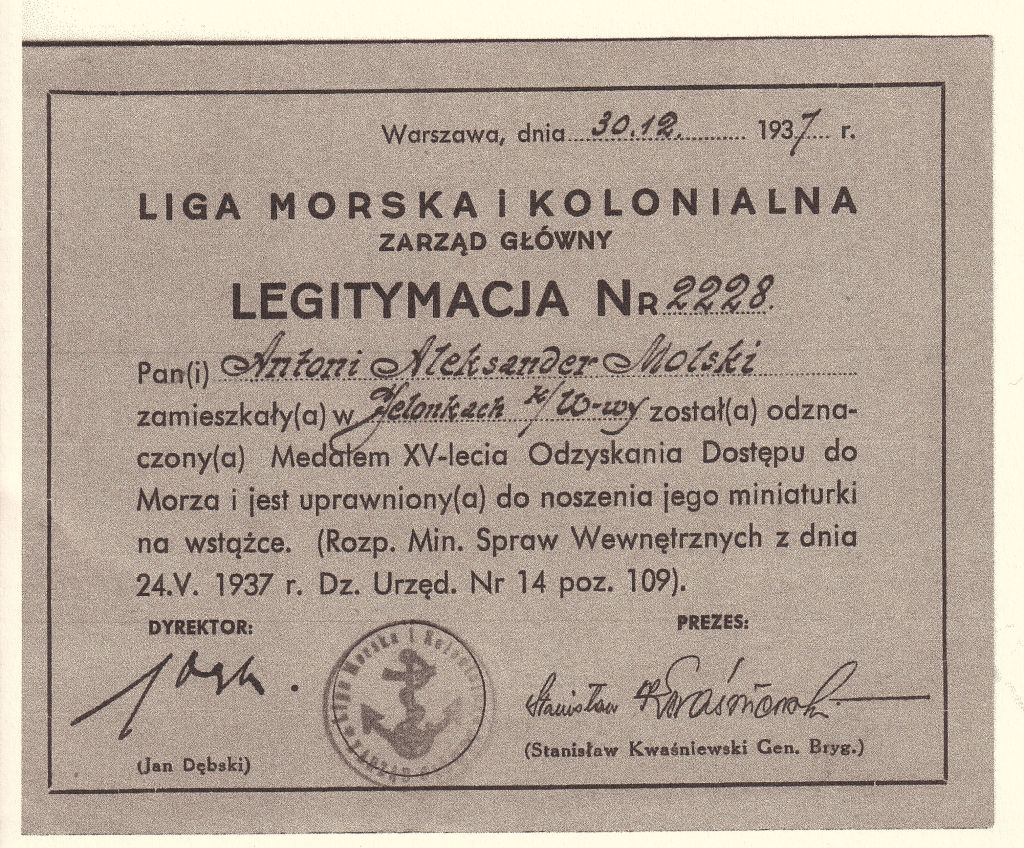 Warszawa, dnia 30.12. 1937 r.
LIGA MORSKA i KOLONIALNA
ZARZĄD GŁÓWNY
LEGITYMACJA NR 2228.
Pan(i) Antoni Aleksander Molski
zamieszkały(a) w Jelonkach k/W-wy został(a) odzna-
czony(a) Medalem XV-lecia Odzyskania Dostępu do
Morza i jest uprawniony(a) do noszenia jego miniaturki
na wstążce. (Rozp. Min. Spraw Wewnętrznych z dnia
24.V. 1937 r. Dz. Urzęd. Nr 14 poz. 109).
DYREKTOR:
PREZES:
Liga Morska i
Stanisław Kwaśniewski
(Jan Dębski)
(Stanisław Kwaśniewski Gen. Bryg.)